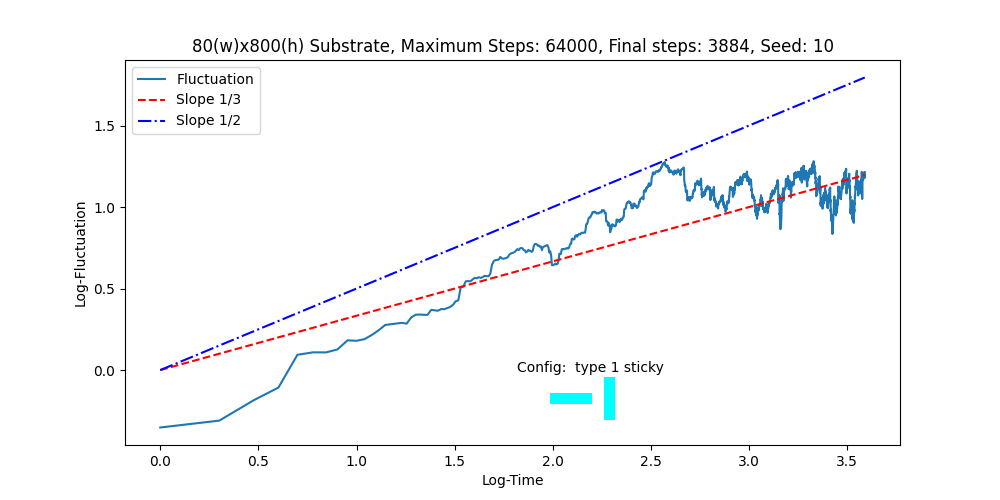 80(w)x800(h) Substrate, Maximum Steps: 64000, Final steps: 3884, Seed: 10
Fluctuation
Slope 1/3
Slope 1/2
Log-Fluctuation
1.5
1.0
0.5
0.0
Config:  type 1 sticky
0.0 0.5 1.0 1.5 2.0 2.5 3.0 3.5
Log-Time